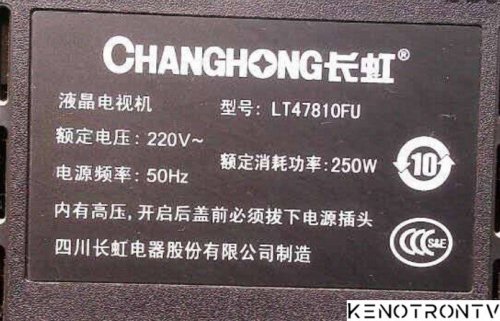 CHANGHONG长虹®
液晶电视机 型号: LT47810FU
额定电压: 220V~
额定消耗功率: 250W
电源频率: 50Hz
10
内有高压, 开启后盖前必须拔下电源插头
四川长虹电器股份有限公司制造
CCC S&E
KENOTRONTV